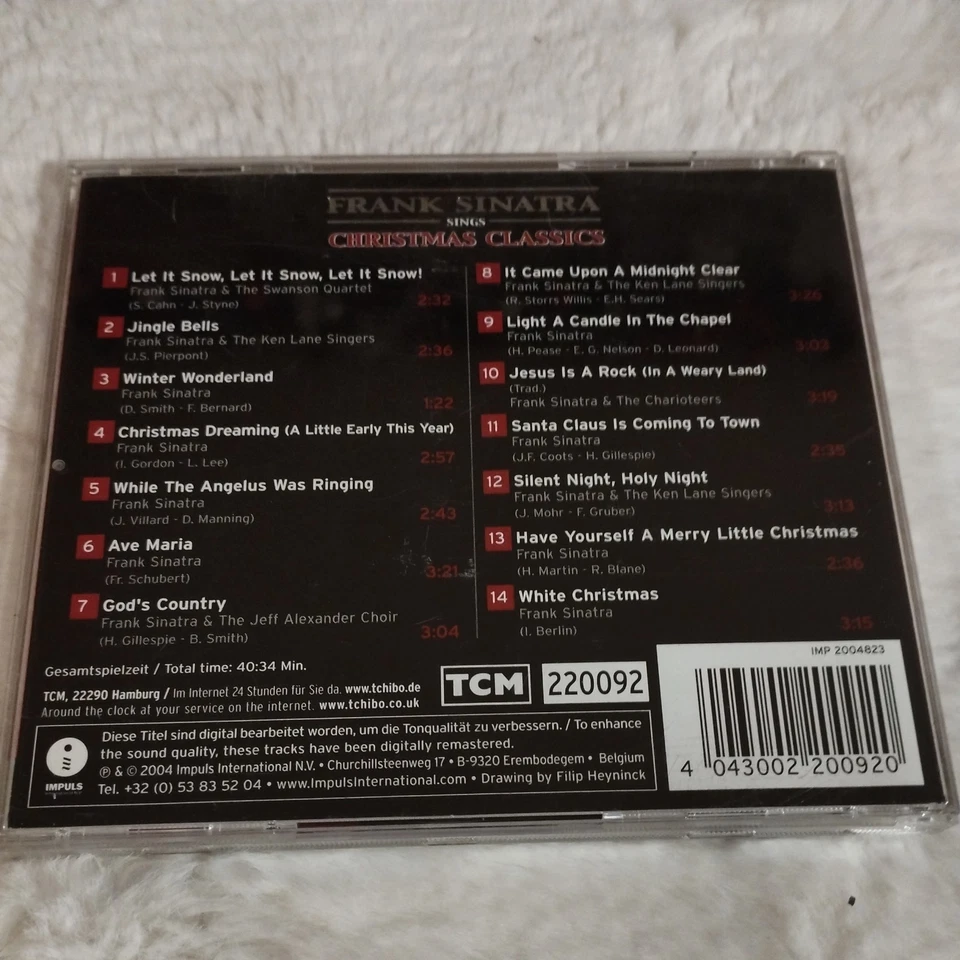 FRANK SINATRA
SINGS
CHRISTMAS CLASSICS
1 Let It Snow, Let It Snow, Let It Snow!
Frank Sinatra & The Swanson Quartet
(S. Cahn - J. Styne) 2:32
2 Jingle Bells
Frank Sinatra & The Ken Lane Singers
(J.S. Pierpont) 2:36
3 Winter Wonderland
Frank Sinatra
(D. Smith - F. Bernard) 1:22
4 Christmas Dreaming (A Little Early This Year)
Frank Sinatra
(I. Gordon - L. Lee) 2:57
5 While The Angelus Was Ringing
Frank Sinatra
(J. Villard - D. Manning) 2:43
6 Ave Maria
Frank Sinatra
(Fr. Schubert) 3:21
7 God's Country
Frank Sinatra & The Jeff Alexander Choir
(H. Gillespie - B. Smith) 3:04
8 It Came Upon A Midnight Clear
Frank Sinatra & The Ken Lane Singers
(R. Storrs Willis - E.H. Sears) 3:26
9 Light A Candle In The Chapel
Frank Sinatra
(H. Pease - E. G. Nelson - D. Leonard) 3:03
10 Jesus Is A Rock (In A Weary Land)
(Trad.)
Frank Sinatra & The Charioteers 3:19
11 Santa Claus Is Coming To Town
Frank Sinatra
(J.F. Coots - H. Gillespie) 2:35
12 Silent Night, Holy Night
Frank Sinatra & The Ken Lane Singers
(J. Mohr - F. Gruber) 3:13
13 Have Yourself A Merry Little Christmas
Frank Sinatra
(H. Martin - R. Blane) 2:36
14 White Christmas
Frank Sinatra
(I. Berlin) 3:15
Gesamtspielzeit / Total time: 40:34 Min.
TCM, 22290 Hamburg / Im Internet 24 Stunden für Sie da. www.tchibo.de
Around the clock at your service on the internet. www.tchibo.co.uk
TCM 220092
IMP 2004823
4 043002 200920
Diese Titel sind digital bearbeitet worden, um die Tonqualität zu verbessern. / To enhance
the sound quality, these tracks have been digitally remastered.
℗ & © 2004 Impuls International N.V. • Churchillsteenweg 17 • B-9320 Erembodegem • Belgium
Tel. +32 (0) 53 83 52 04 • www.ImpulsInternational.com • Drawing by Filip Heyninck
i
IMPULS